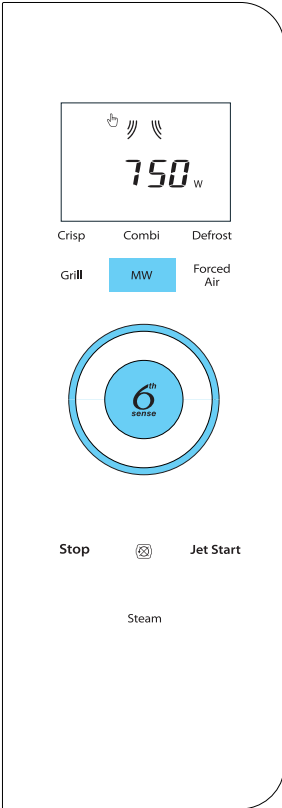 750 W
Crisp Combi Defrost
Grill MW Forced
Air
6th
sense
Stop Jet Start
Steam